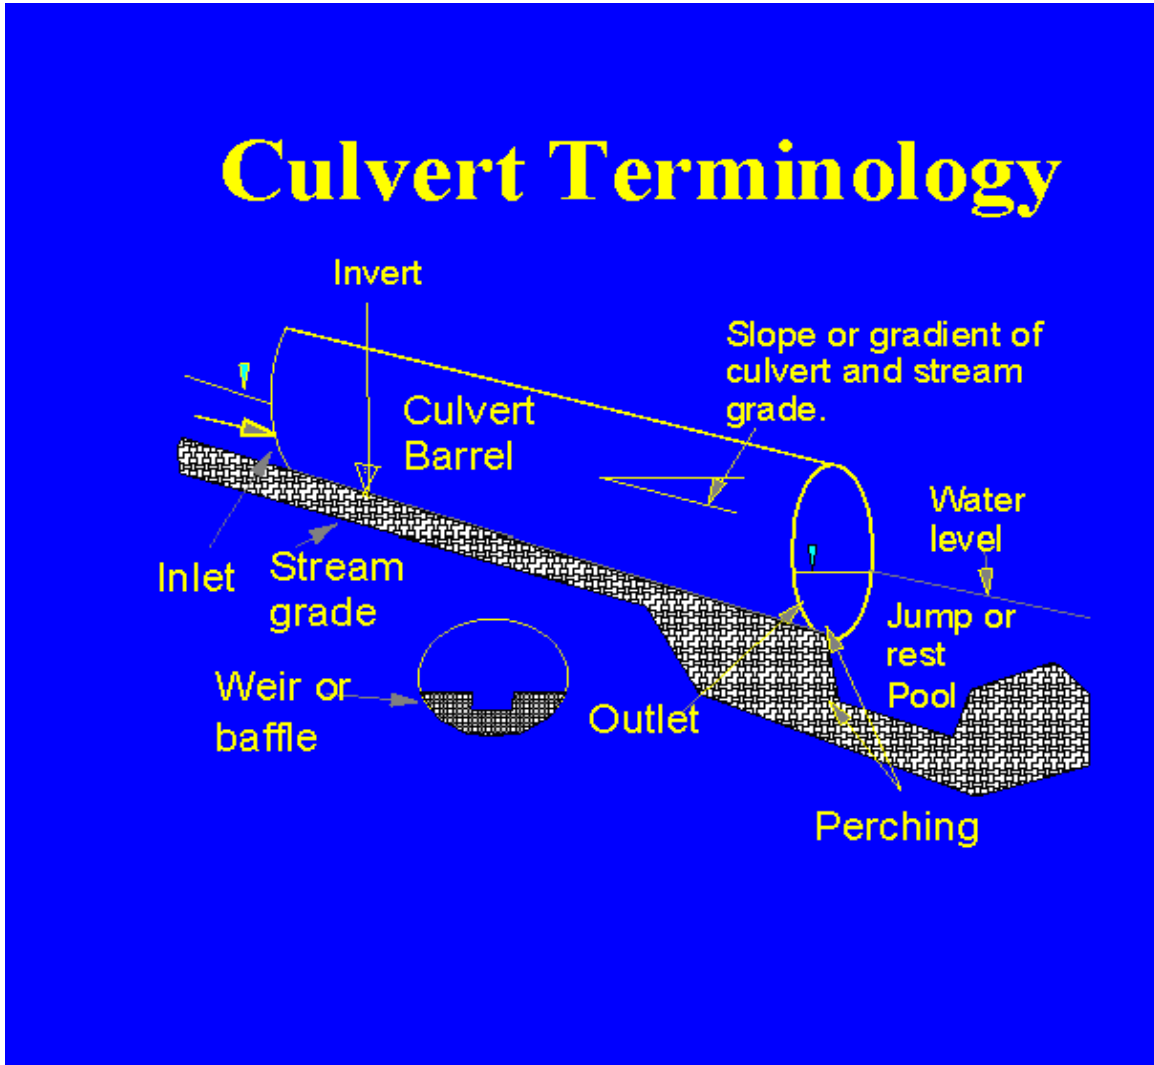 Culvert Terminology
Invert
Slope or gradient of
culvert and stream
grade.
Culvert
Barrel
Water
level
Inlet
Stream
grade
Jump or
rest
Pool
Weir or
baffle
Outlet
Perching